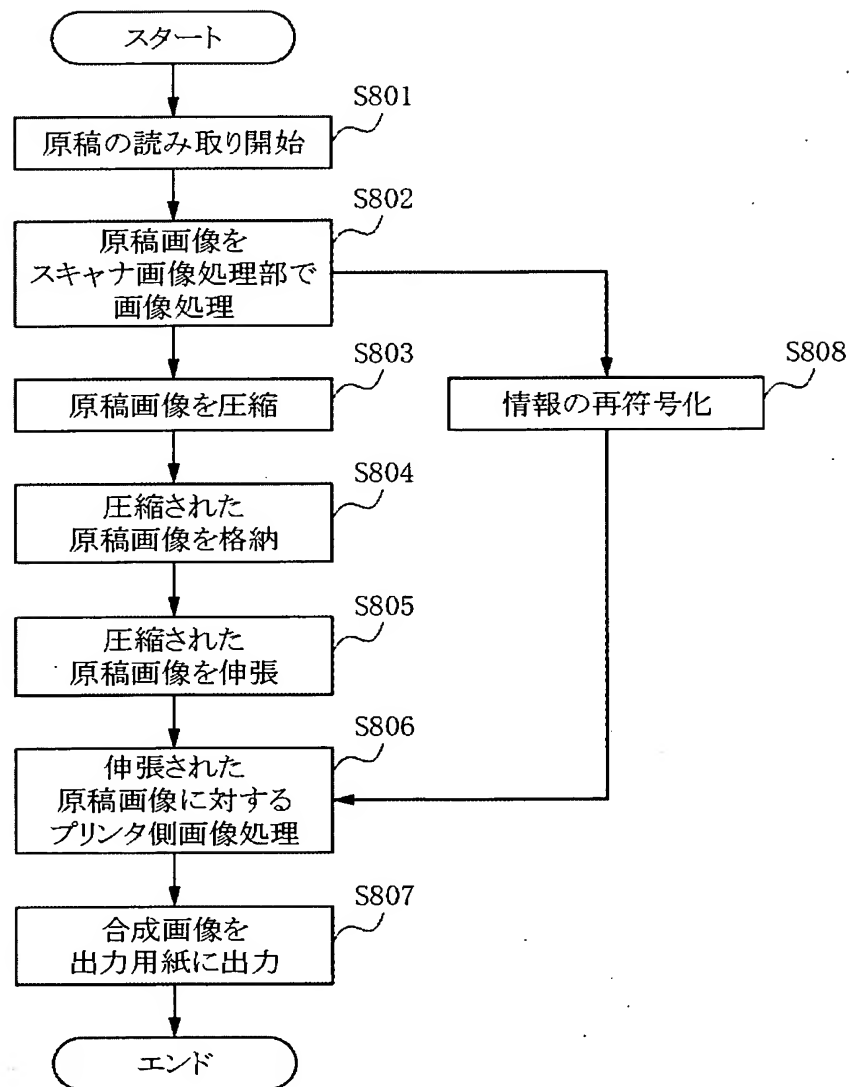 スタート
S801
原稿の読み取り開始
S802
原稿画像を
スキャナ画像処理部で
画像処理
S803
原稿画像を圧縮
S808
情報の再符号化
S804
圧縮された
原稿画像を格納
S805
圧縮された
原稿画像を伸張
S806
伸張された
原稿画像に対する
プリンタ側画像処理
S807
合成画像を
出力用紙に出力
エンド